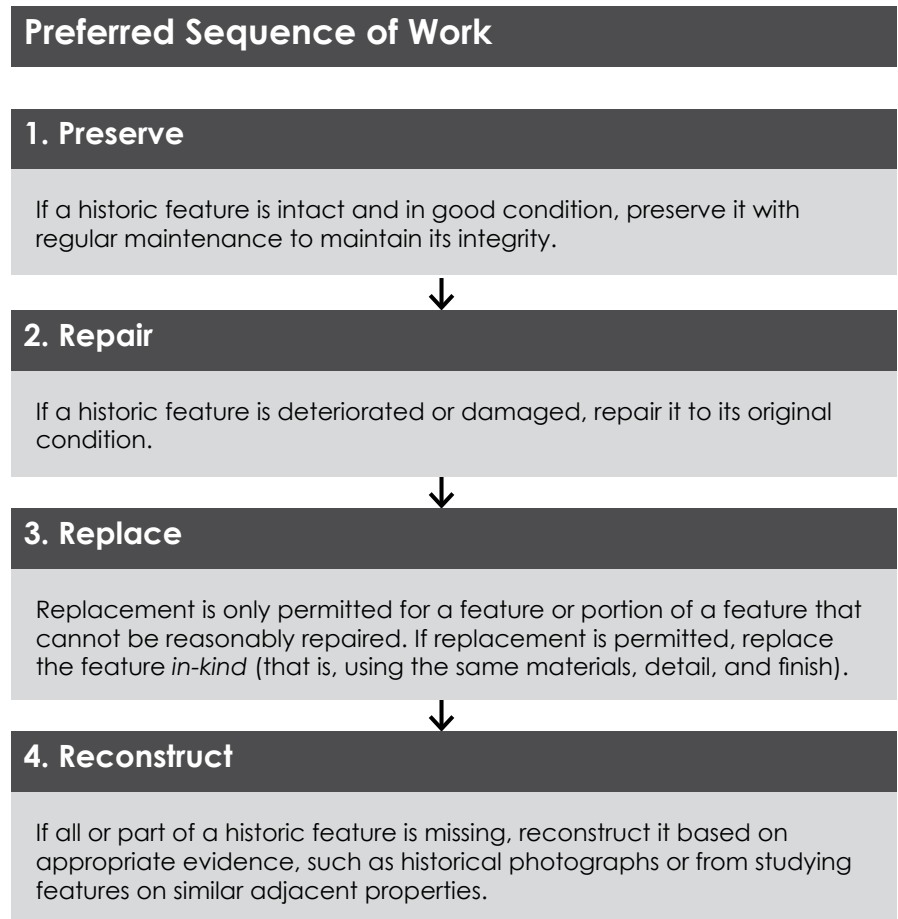 Preferred Sequence of Work
1. Preserve
If a historic feature is intact and in good condition, preserve it with
regular maintenance to maintain its integrity.
2. Repair
If a historic feature is deteriorated or damaged, repair it to its original
condition.
3. Replace
Replacement is only permitted for a feature or portion of a feature that
cannot be reasonably repaired. If replacement is permitted, replace
the feature in-kind (that is, using the same materials, detail, and finish).
4. Reconstruct
If all or part of a historic feature is missing, reconstruct it based on
appropriate evidence, such as historical photographs or from studying
features on similar adjacent properties.